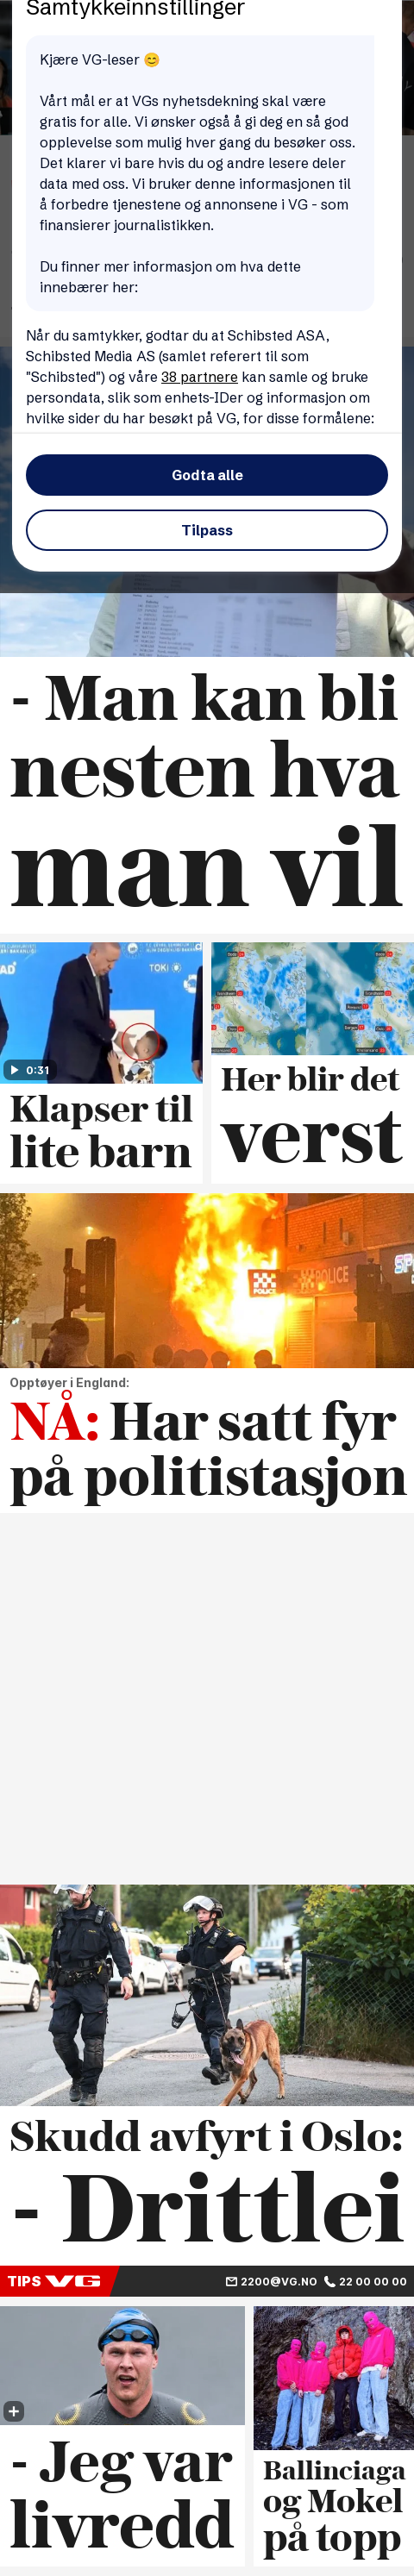 Samtykkeinnstillinger
Kjære VG-leser 😊
Vårt mål er at VGs nyhetsdekning skal være
gratis for alle. Vi ønsker også å gi deg en så god
opplevelse som mulig hver gang du besøker oss.
Det klarer vi bare hvis du og andre lesere deler
data med oss. Vi bruker denne informasjonen til
å forbedre tjenestene og annonsene i VG - som
finansierer journalistikken.
Du finner mer informasjon om hva dette
innebærer her:
Når du samtykker, godtar du at Schibsted ASA,
Schibsted Media AS (samlet referert til som
"Schibsted") og våre 38 partnere kan samle og bruke
persondata, slik som enhets-IDer og informasjon om
hvilke sider du har besøkt på VG, for disse formålene:
Godta alle
Tilpass
- Man kan bli
nesten hva
man vil
TOKİ
0:31
Klapser til
lite barn
Her blir det
verst
POLICE
POLICE
Opptøyer i England:
NÅ: Har satt fyr
på politistasjon
Skudd avfyrt i Oslo:
- Drittlei
TIPS VG
2200@VG.NO 22 00 00 00
- Jeg var
livredd
Ballinciaga
og Mokel
på topp